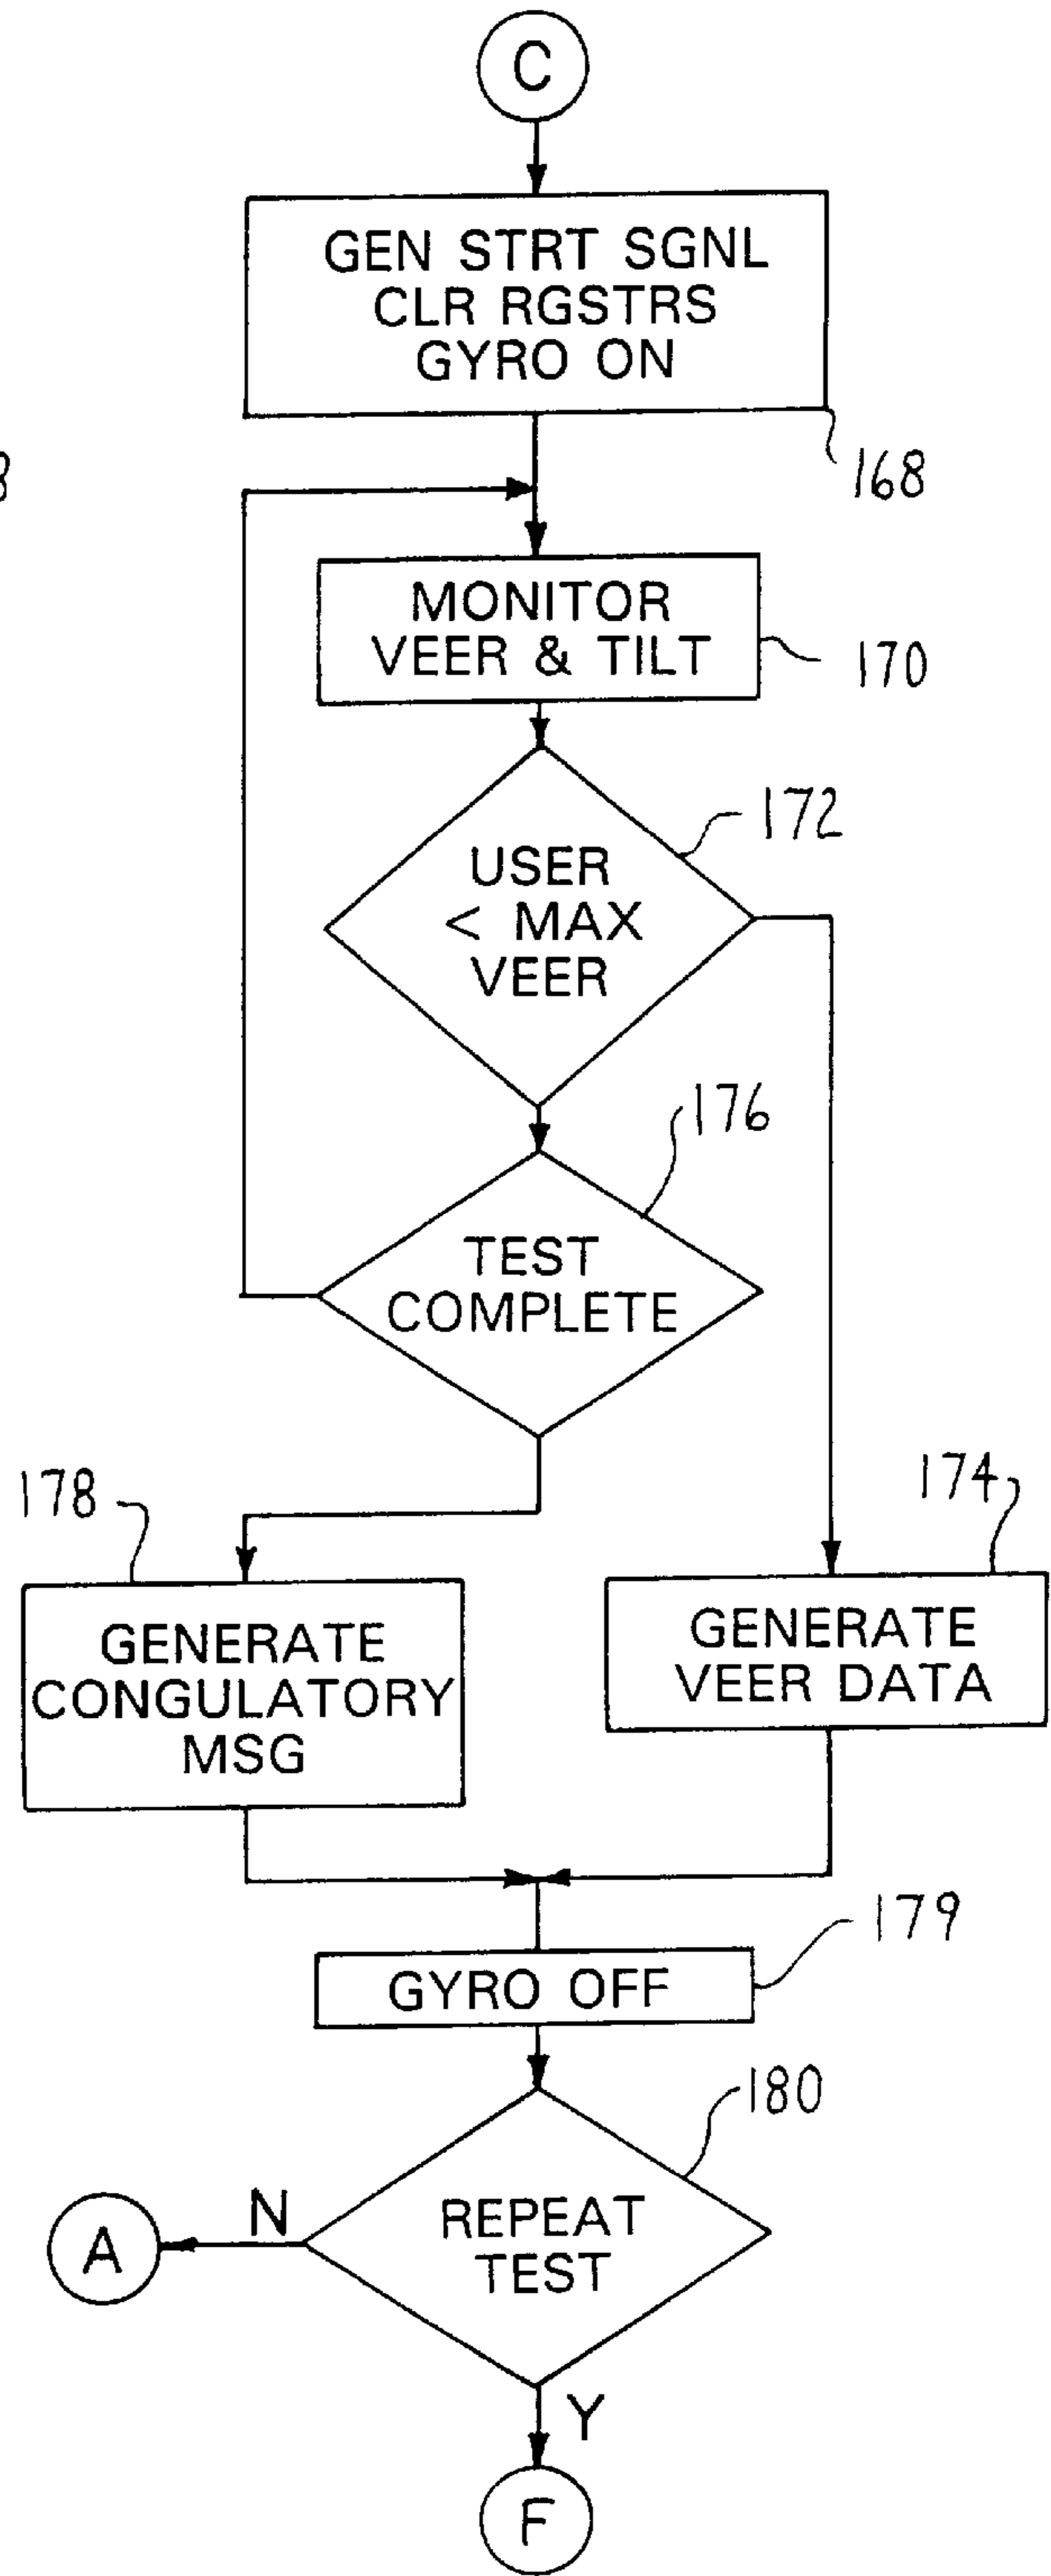 C
GEN STRT SGNL
CLR RGSTRS
GYRO ON
8
168
MONITOR
VEER & TILT
170
172
USER
< MAX
VEER
176
TEST
COMPLETE
178
174
GENERATE
CONGULATORY
MSG
GENERATE
VEER DATA
179
GYRO OFF
180
REPEAT
TEST
N
A
Y
F